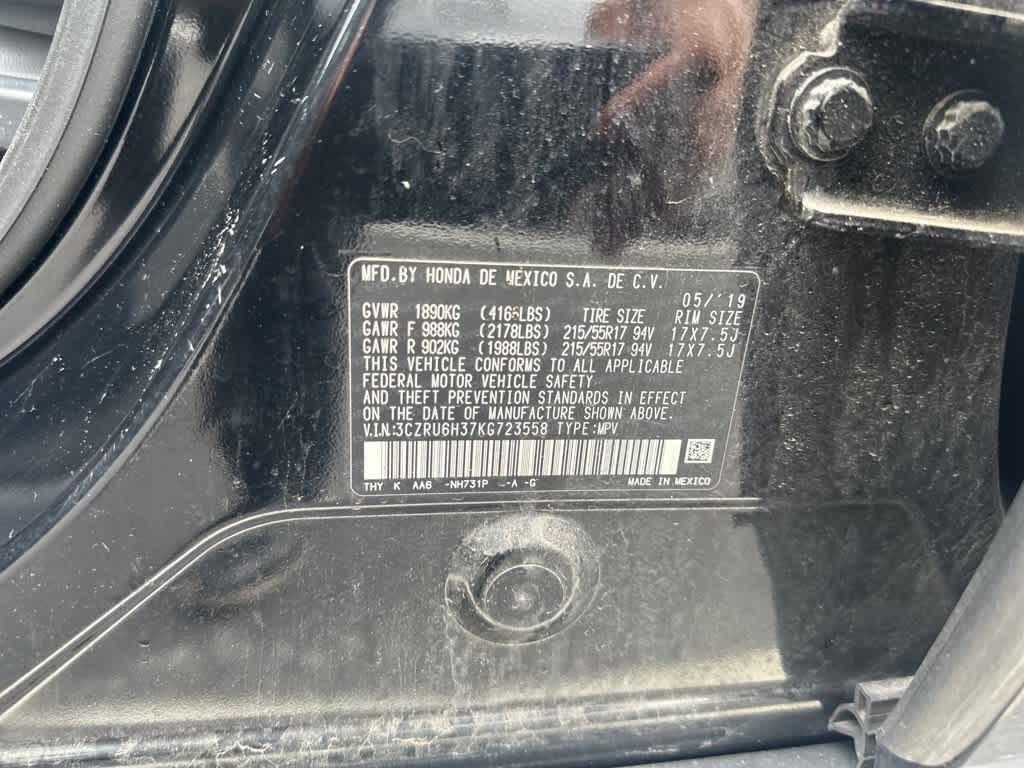 MFD.BY HONDA DE MEXICO S.A. DE C.V.
05/'19
GVWR 1890KG (4166LBS) TIRE SIZE RIM SIZE
GAWR F 988KG (2178LBS) 215/55R17 94V 17X7.5J
GAWR R 902KG (1988LBS) 215/55R17 94V 17X7.5J
THIS VEHICLE CONFORMS TO ALL APPLICABLE
FEDERAL MOTOR VEHICLE SAFETY
AND THEFT PREVENTION STANDARDS IN EFFECT
ON THE DATE OF MANUFACTURE SHOWN ABOVE.
V.I.N:3CZRU6H37KG723558 TYPE:MPV
THY K AA6 -NH731P -A -G MADE IN MEXICO